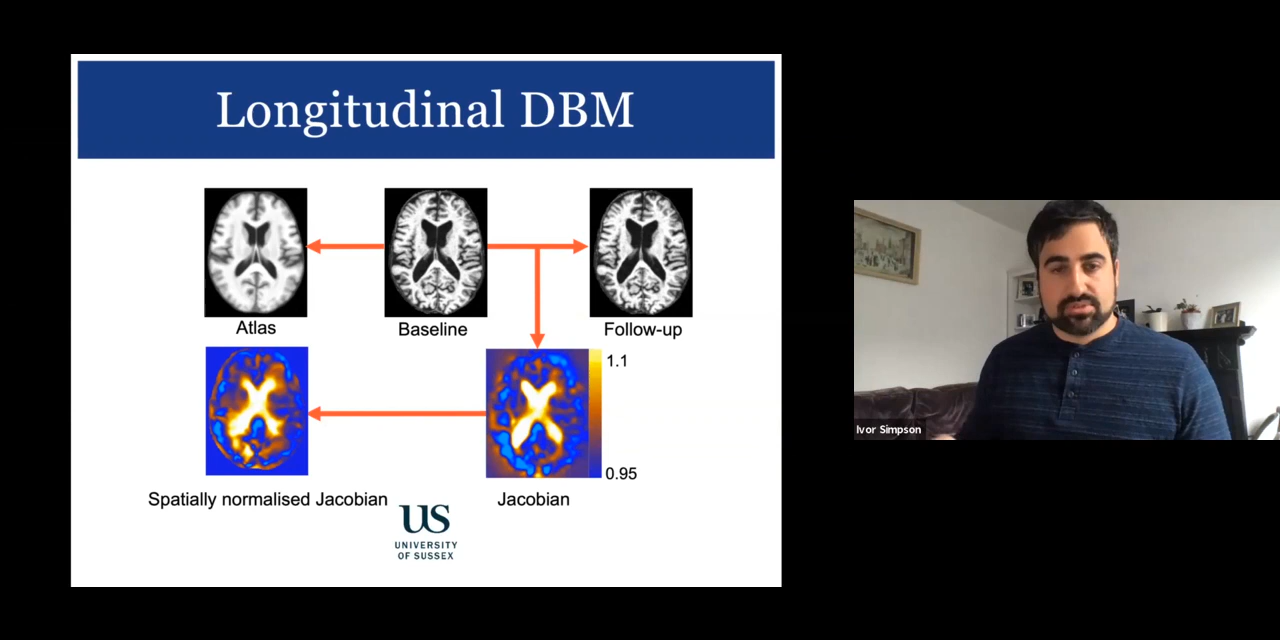 Longitudinal DBM
Atlas
Baseline
Follow-up
1.1
0.95
Spatially normalised Jacobian
Jacobian
US
UNIVERSITY
OF SUSSEX
Ivor Simpson